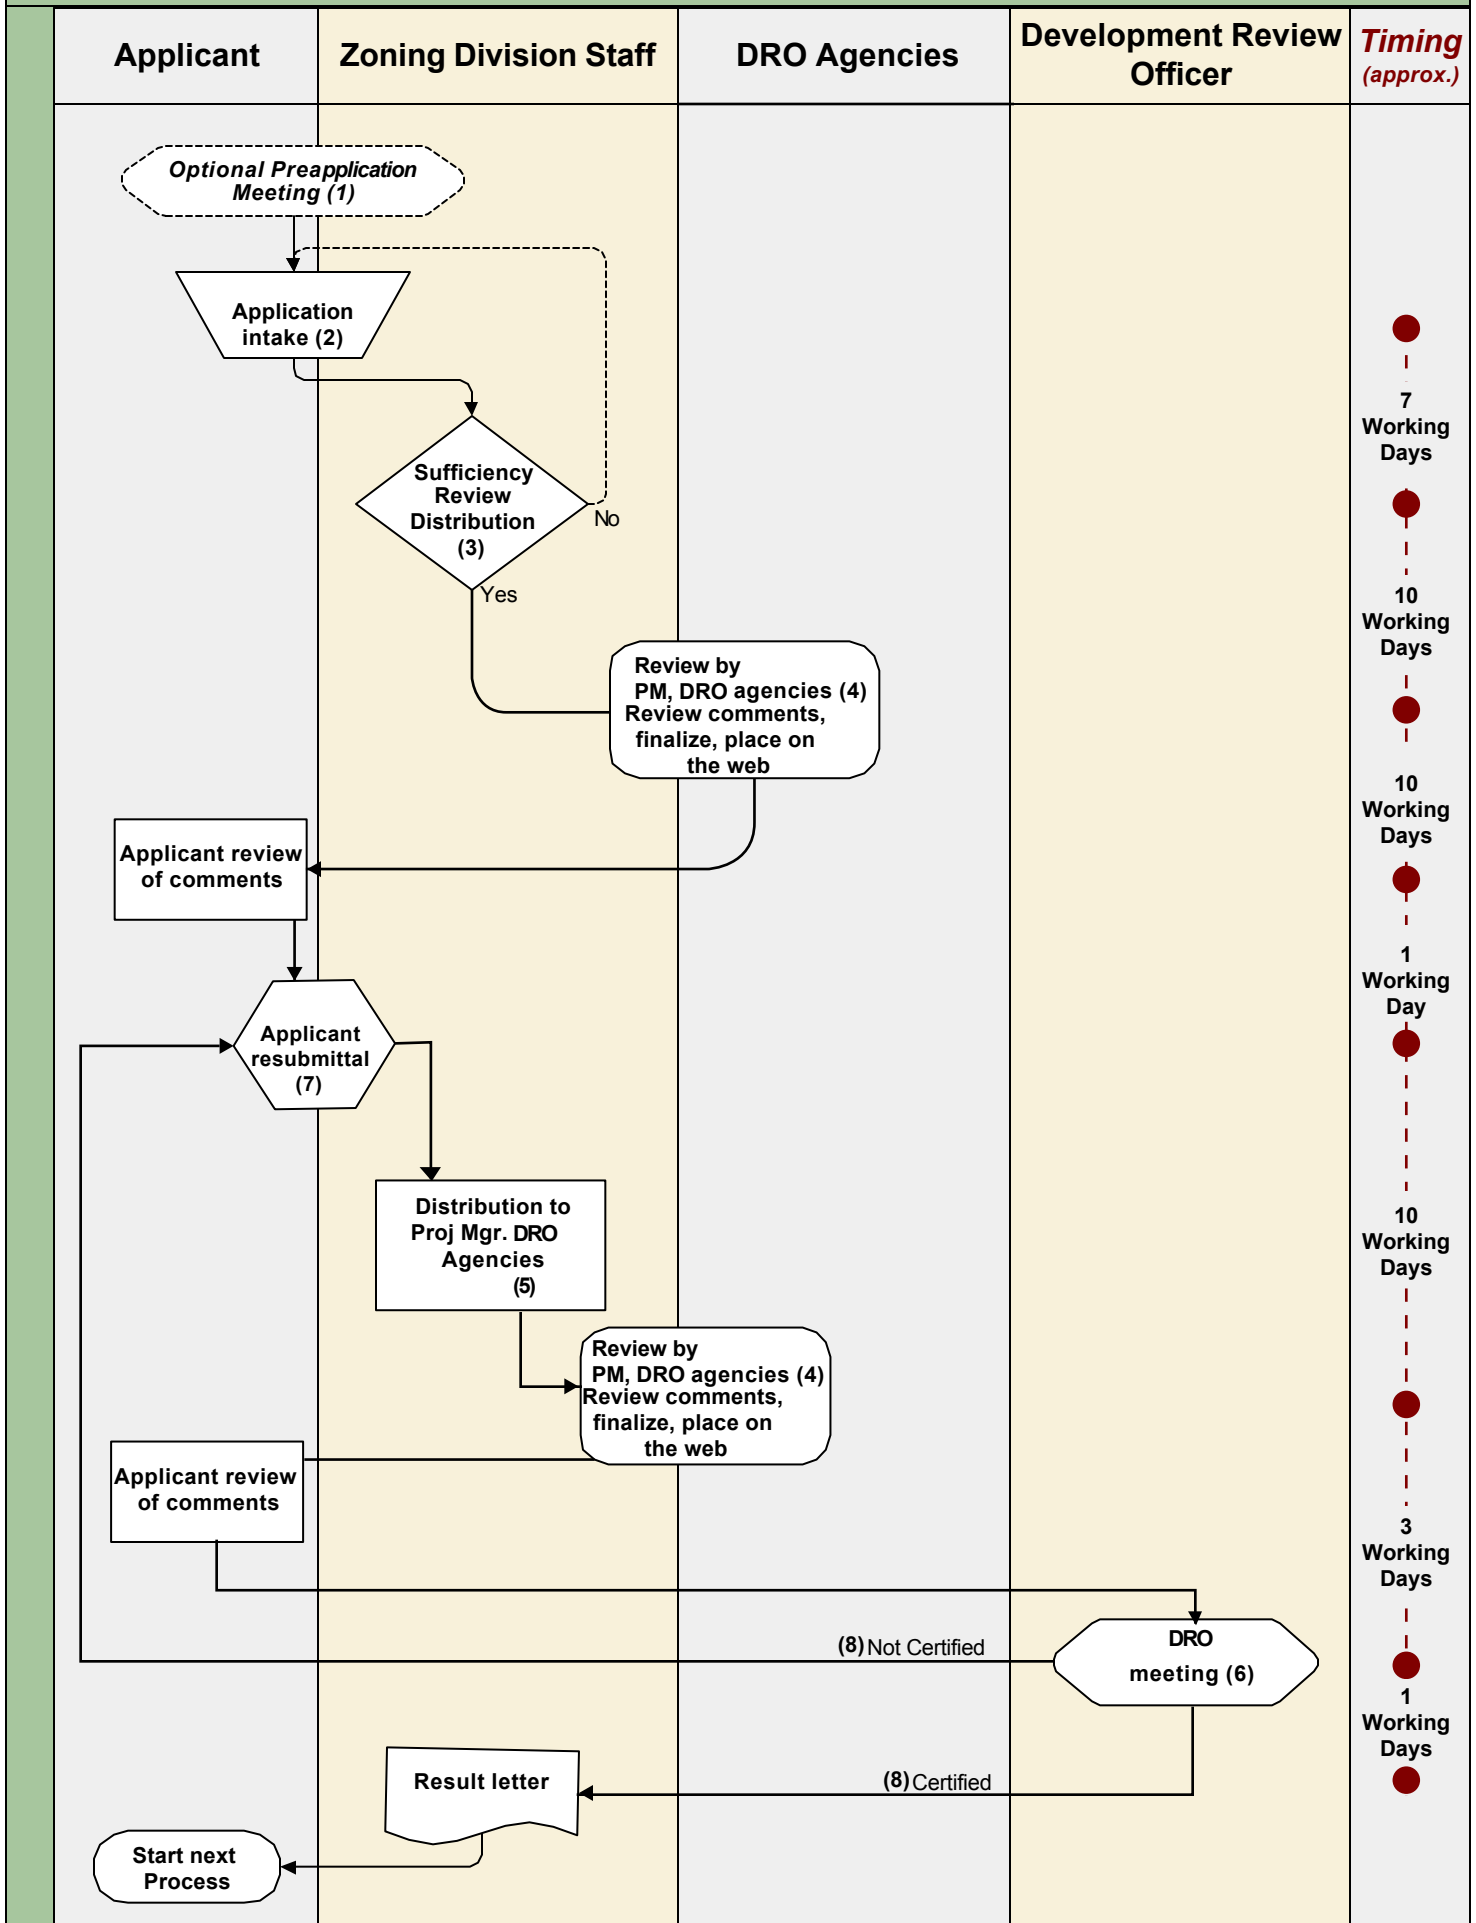 Applicant
Zoning Division Staff
DRO Agencies
Development Review
Officer
Timing
(approx.)
Optional Preapplication
Meeting (1)
Application
intake (2)
7
Working
Days
Sufficiency
Review
Distribution
(3)
No
Yes
10
Working
Days
Review by
PM, DRO agencies (4)
Review comments,
finalize, place on
the web
10
Working
Days
Applicant review
of comments
1
Working
Day
Applicant
resubmittal
(7)
Distribution to
Proj Mgr. DRO
Agencies
(5)
10
Working
Days
Review by
PM, DRO agencies (4)
Review comments,
finalize, place on
the web
Applicant review
of comments
3
Working
Days
(8) Not Certified
DRO
meeting (6)
1
Working
Days
Result letter
(8) Certified
Start next
Process